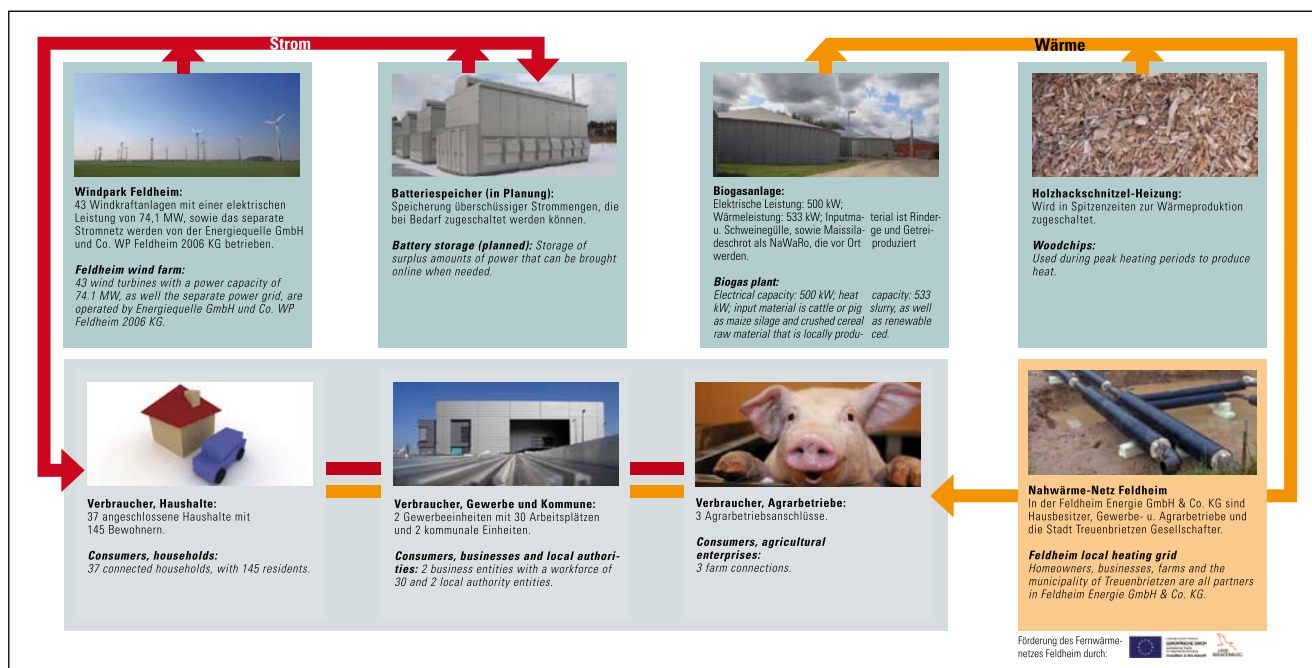 Strom
Wärme
Windpark Feldheim:
43 Windkraftanlagen mit einer elektrischen
Leistung von 74,1 MW, sowie das separate
Stromnetz werden von der Energiequelle GmbH
und Co. WP Feldheim 2006 KG betrieben.
Feldheim wind farm:
43 wind turbines with a power capacity of
74.1 MW, as well the separate power grid, are
operated by Energiequelle GmbH und Co. WP
Feldheim 2006 KG.
Batteriespeicher (in Planung):
Speicherung überschüssiger Strommengen, die
bei Bedarf zugeschaltet werden können.
Battery storage (planned): Storage of
surplus amounts of power that can be brought
online when needed.
Biogasanlage:
Elektrische Leistung: 500 kW;
Wärmeleistung: 533 kW; Inputma- terial ist Rinder-
u. Schweinegülle, sowie Maissila- ge und Getrei-
deschrot als NaWaRo, die vor Ort produziert
werden.
Biogas plant:
Electrical capacity: 500 kW; heat capacity: 533
kW; input material is cattle or pig slurry, as well
as maize silage and crushed cereal as renewable
raw material that is locally produ- ced.
Holzhackschnitzel-Heizung:
Wird in Spitzenzeiten zur Wärmeproduktion
zugeschaltet.
Woodchips:
Used during peak heating periods to produce
heat.
Verbraucher, Haushalte:
37 angeschlossene Haushalte mit
145 Bewohnern.
Consumers, households:
37 connected households, with 145 residents.
Verbraucher, Gewerbe und Kommune:
2 Gewerbeeinheiten mit 30 Arbeitsplätzen
und 2 kommunale Einheiten.
Consumers, businesses and local authori-
ties: 2 business entities with a workforce of
30 and 2 local authority entities.
Verbraucher, Agrarbetriebe:
3 Agrarbetriebsanschlüsse.
Consumers, agricultural
enterprises:
3 farm connections.
Nahwärme-Netz Feldheim
In der Feldheim Energie GmbH & Co. KG sind
Hausbesitzer, Gewerbe- u. Agrarbetriebe und
die Stadt Treuenbrietzen Gesellschafter.
Feldheim local heating grid
Homeowners, businesses, farms and the
municipality of Treuenbrietzen are all partners
in Feldheim Energie GmbH & Co. KG.
Förderung des Fernwärme-
netzes Feldheim durch:
EUROPÄISCHE UNION
LAND
BRANDENBURG